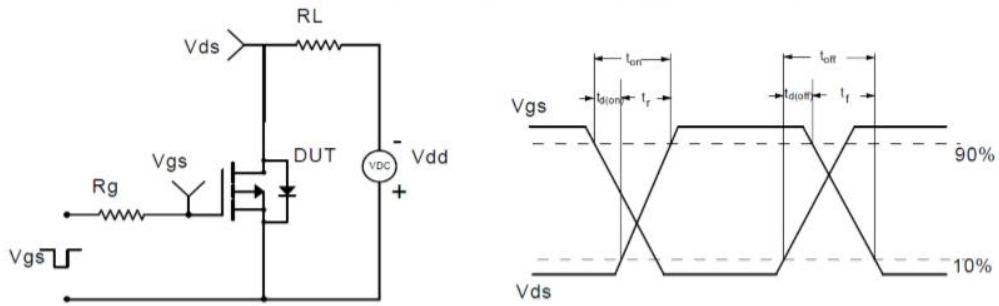 RL
Vds
Vgs
DUT
VDC
-
Vdd
+
Rg
Vgs
ton
toff
td(on)
tr
td(off)
tf
Vgs
90%
10%
Vds